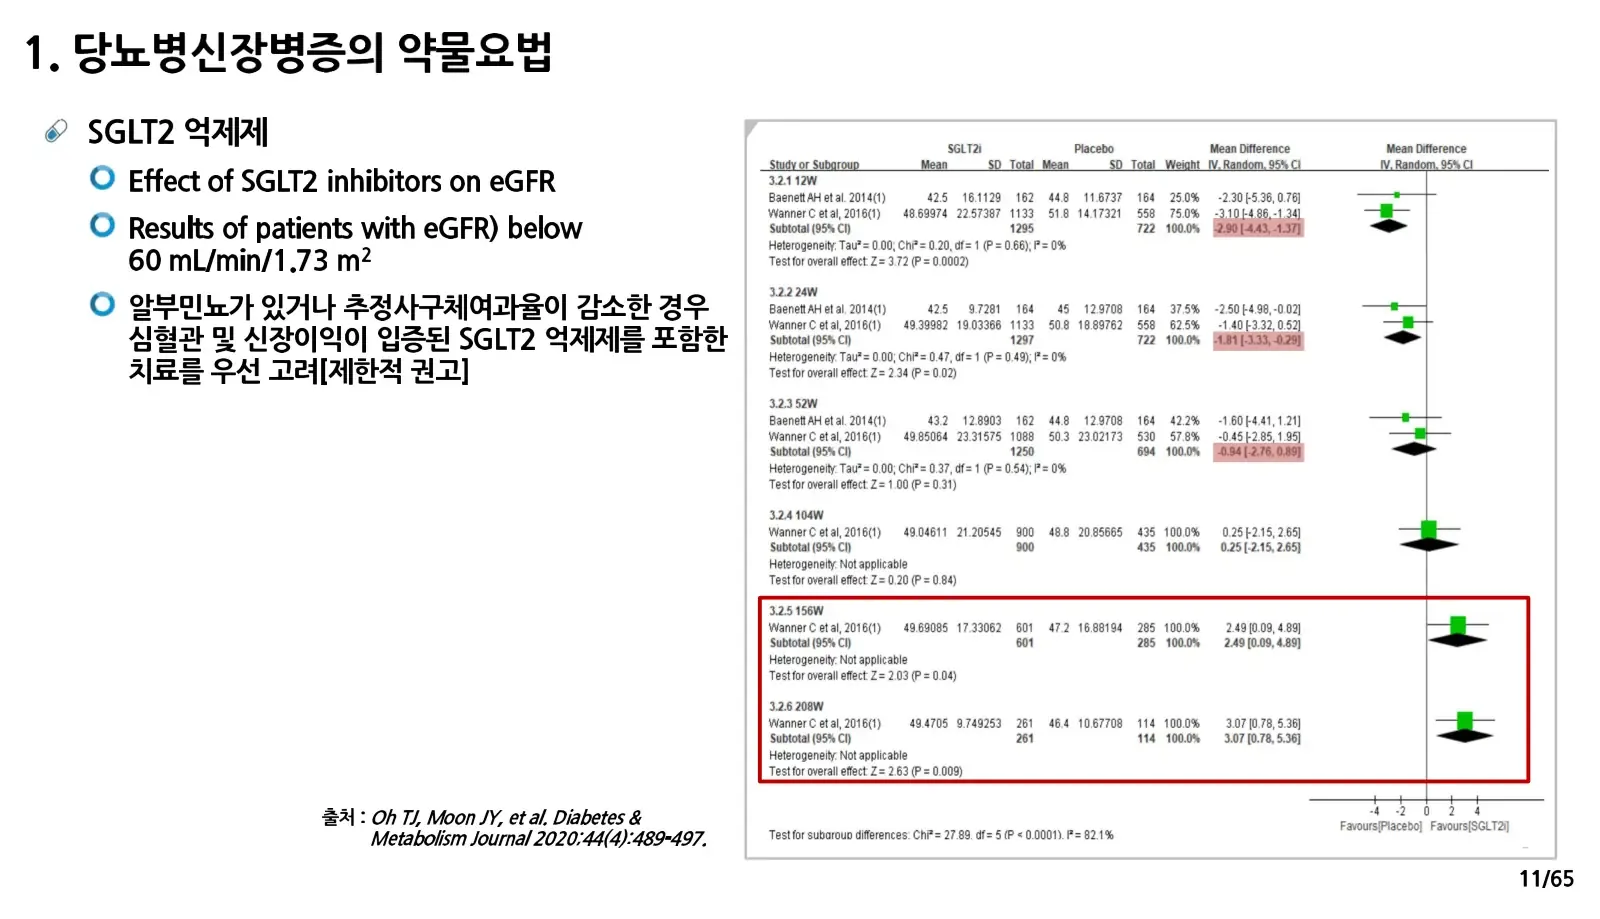 1. 당뇨병신장병증의 약물요법
SGLT2 억제제
Effect of SGLT2 inhibitors on eGFR
Results of patients with eGFR) below
60 mL/min/1.73 m²
알부민뇨가 있거나 추정사구체여과율이 감소한 경우
심혈관 및 신장이익이 입증된 SGLT2 억제제를 포함한
치료를 우선 고려[제한적 권고]
출처 : Oh TJ, Moon JY, et al. Diabetes &
Metabolism Journal 2020;44(4):489-497.
SGLT2i Placebo Mean Difference Mean Difference
Study or Subgroup Mean SD Total Mean SD Total Weight IV, Random, 95% CI IV, Random, 95% CI
3.2.1 12W
Baenett AH et al. 2014(1) 42.5 16.1129 162 44.8 11.6737 164 25.0% -2.30 [-5.36, 0.76]
Wanner C et al, 2016(1) 48.69974 22.57387 1133 51.8 14.17321 558 75.0% -3.10 [-4.86, -1.34]
Subtotal (95% CI) 1295 722 100.0% -2.90 [-4.43, -1.37]
Heterogeneity: Tau² = 0.00; Chi² = 0.20, df = 1 (P = 0.66); I² = 0%
Test for overall effect: Z = 3.72 (P = 0.0002)
3.2.2 24W
Baenett AH et al. 2014(1) 42.5 9.7281 164 45 12.9708 164 37.5% -2.50 [-4.98, -0.02]
Wanner C et al, 2016(1) 49.39982 19.03366 1133 50.8 18.89762 558 62.5% -1.40 [-3.32, 0.52]
Subtotal (95% CI) 1297 722 100.0% -1.81 [-3.33, -0.29]
Heterogeneity: Tau² = 0.00; Chi² = 0.47, df = 1 (P = 0.49); I² = 0%
Test for overall effect: Z = 2.34 (P = 0.02)
3.2.3 52W
Baenett AH et al. 2014(1) 43.2 12.8903 162 44.8 12.9708 164 42.2% -1.60 [-4.41, 1.21]
Wanner C et al, 2016(1) 49.85064 23.31575 1088 50.3 23.02173 530 57.8% -0.45 [-2.85, 1.95]
Subtotal (95% CI) 1250 694 100.0% -0.94 [-2.76, 0.89]
Heterogeneity: Tau² = 0.00; Chi² = 0.37, df = 1 (P = 0.54); I² = 0%
Test for overall effect: Z = 1.00 (P = 0.31)
3.2.4 104W
Wanner C et al, 2016(1) 49.04611 21.20545 900 48.8 20.85665 435 100.0% 0.25 [-2.15, 2.65]
Subtotal (95% CI) 900 435 100.0% 0.25 [-2.15, 2.65]
Heterogeneity: Not applicable
Test for overall effect: Z = 0.20 (P = 0.84)
3.2.5 156W
Wanner C et al, 2016(1) 49.69085 17.33062 601 47.2 16.88194 285 100.0% 2.49 [0.09, 4.89]
Subtotal (95% CI) 601 285 100.0% 2.49 [0.09, 4.89]
Heterogeneity: Not applicable
Test for overall effect: Z = 2.03 (P = 0.04)
3.2.6 208W
Wanner C et al, 2016(1) 49.4705 9.749253 261 46.4 10.67708 114 100.0% 3.07 [0.78, 5.36]
Subtotal (95% CI) 261 114 100.0% 3.07 [0.78, 5.36]
Heterogeneity: Not applicable
Test for overall effect: Z = 2.63 (P = 0.009)
-4 -2 0 2 4
Favours[Placebo] Favours[SGLT2i]
Test for subgroup differences: Chi² = 27.89, df = 5 (P < 0.0001), I² = 82.1%
11/65